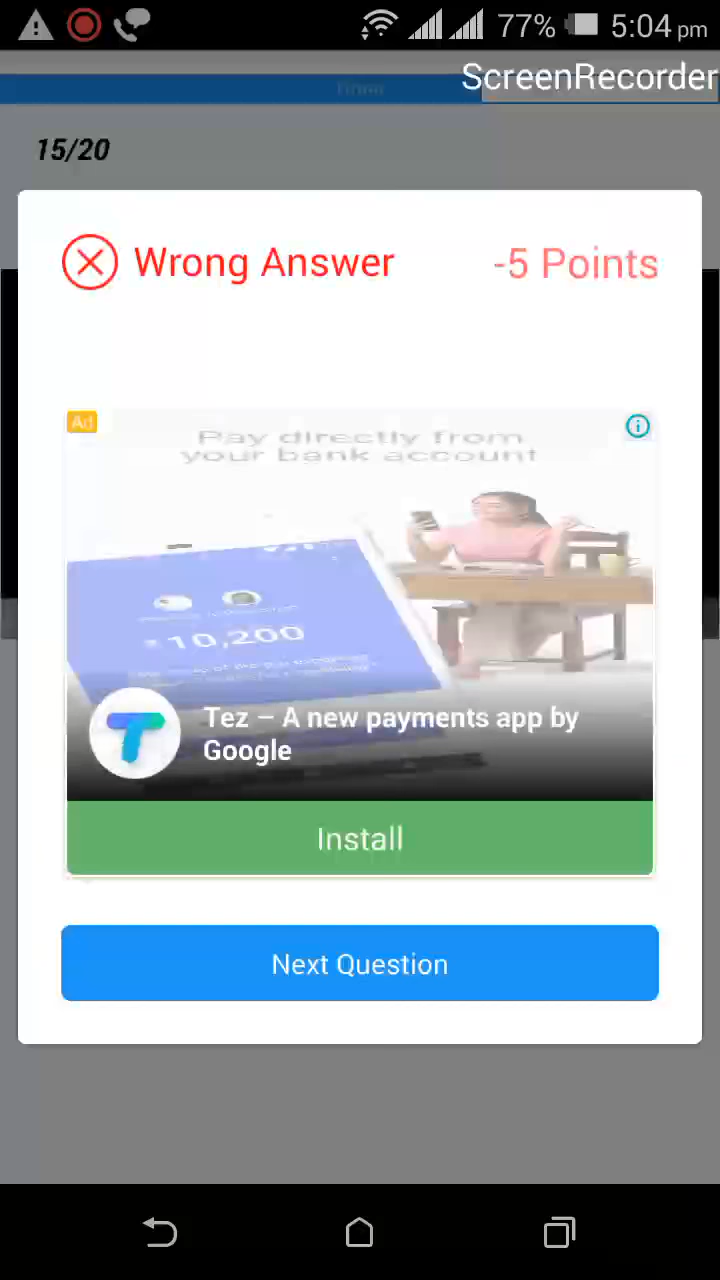 77% 5:04 pm
ScreenRecorder
15/20
Wrong Answer -5 Points
Ad
Pay directly from
your bank account
10,200
Tez – A new payments app by
Google
Install
Next Question